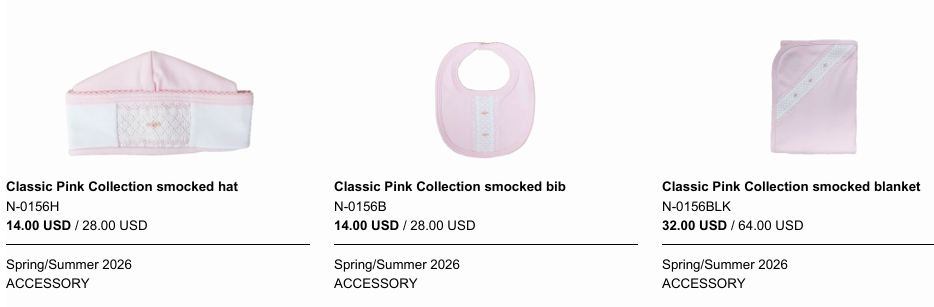 Classic Pink Collection smocked hat
N-0156H
14.00 USD / 28.00 USD
Spring/Summer 2026
ACCESSORY
Classic Pink Collection smocked bib
N-0156B
14.00 USD / 28.00 USD
Spring/Summer 2026
ACCESSORY
Classic Pink Collection smocked blanket
N-0156BLK
32.00 USD / 64.00 USD
Spring/Summer 2026
ACCESSORY